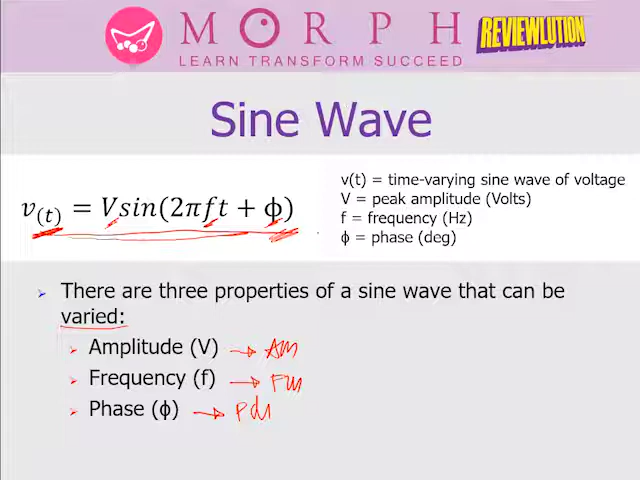 MORPH
REVIEWLUTION
LEARN TRANSFORM SUCCEED
Sine Wave
v(t) = Vsin(2πft + ϕ)
v(t) = time-varying sine wave of voltage
V = peak amplitude (Volts)
f = frequency (Hz)
ϕ = phase (deg)
There are three properties of a sine wave that can be
varied:
Amplitude (V) → AM
Frequency (f) → FM
Phase (ϕ) → PM